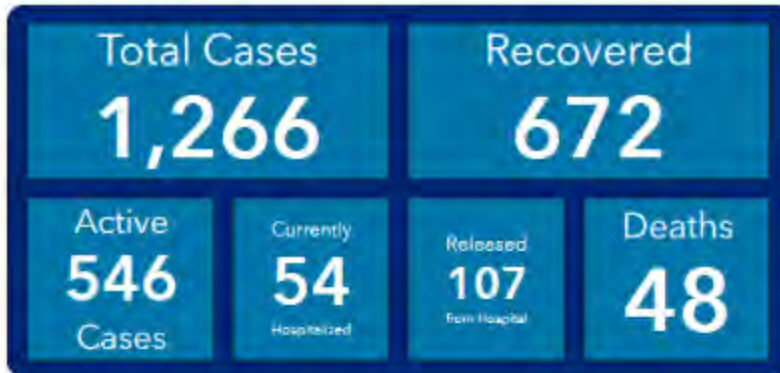 Total Cases
1,266
Recovered
672
Active
546
Cases
Currently
54
Hospitalized
Released
107
from Hospital
Deaths
48